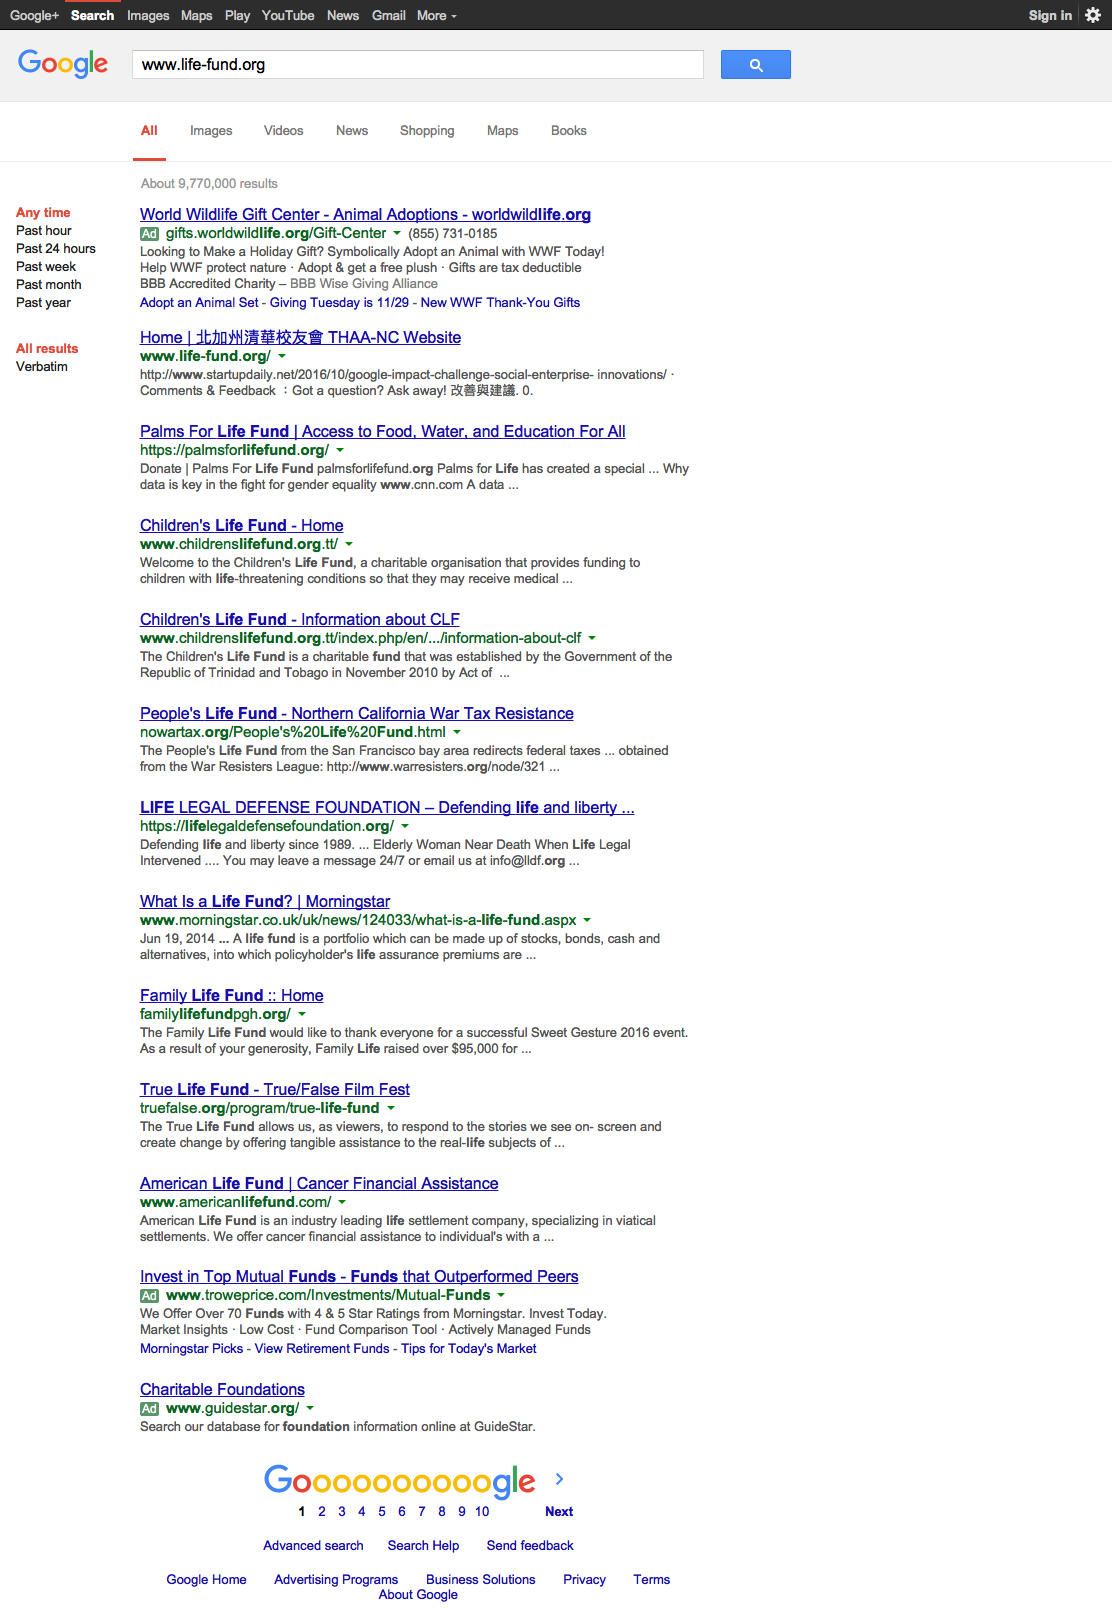 Google+ Search Images Maps Play YouTube News Gmail More Sign in
Google www.life-fund.org
All Images Videos News Shopping Maps Books
About 9,770,000 results
Any time
Past hour
Past 24 hours
Past week
Past month
Past year
All results
Verbatim
World Wildlife Gift Center - Animal Adoptions - worldwildlife.org
Ad gifts.worldwildlife.org/Gift-Center (855) 731-0185
Looking to Make a Holiday Gift? Symbolically Adopt an Animal with WWF Today!
Help WWF protect nature · Adopt & get a free plush · Gifts are tax deductible
BBB Accredited Charity – BBB Wise Giving Alliance
Adopt an Animal Set - Giving Tuesday is 11/29 - New WWF Thank-You Gifts
Home | 北加州清華校友會 THAA-NC Website
www.life-fund.org/
http://www.startupdaily.net/2016/10/google-impact-challenge-social-enterprise- innovations/ ·
Comments & Feedback ：Got a question? Ask away! 改善與建議. 0.
Palms For Life Fund | Access to Food, Water, and Education For All
https://palmsforlifefund.org/
Donate | Palms For Life Fund palmsforlifefund.org Palms for Life has created a special ... Why
data is key in the fight for gender equality www.cnn.com A data ...
Children's Life Fund - Home
www.childrenslifefund.org.tt/
Welcome to the Children's Life Fund, a charitable organisation that provides funding to
children with life-threatening conditions so that they may receive medical ...
Children's Life Fund - Information about CLF
www.childrenslifefund.org.tt/index.php/en/.../information-about-clf
The Children's Life Fund is a charitable fund that was established by the Government of the
Republic of Trinidad and Tobago in November 2010 by Act of ...
People's Life Fund - Northern California War Tax Resistance
nowartax.org/People's%20Life%20Fund.html
The People's Life Fund from the San Francisco bay area redirects federal taxes ... obtained
from the War Resisters League: http://www.warresisters.org/node/321 ...
LIFE LEGAL DEFENSE FOUNDATION – Defending life and liberty ...
https://lifelegaldefensefoundation.org/
Defending life and liberty since 1989. ... Elderly Woman Near Death When Life Legal
Intervened .... You may leave a message 24/7 or email us at info@lldf.org ...
What Is a Life Fund? | Morningstar
www.morningstar.co.uk/uk/news/124033/what-is-a-life-fund.aspx
Jun 19, 2014 ... A life fund is a portfolio which can be made up of stocks, bonds, cash and
alternatives, into which policyholder's life assurance premiums are ...
Family Life Fund :: Home
familylifefundpgh.org/
The Family Life Fund would like to thank everyone for a successful Sweet Gesture 2016 event.
As a result of your generosity, Family Life raised over $95,000 for ...
True Life Fund - True/False Film Fest
truefalse.org/program/true-life-fund
The True Life Fund allows us, as viewers, to respond to the stories we see on- screen and
create change by offering tangible assistance to the real-life subjects of ...
American Life Fund | Cancer Financial Assistance
www.americanlifefund.com/
American Life Fund is an industry leading life settlement company, specializing in viatical
settlements. We offer cancer financial assistance to individual's with a ...
Invest in Top Mutual Funds - Funds that Outperformed Peers
Ad www.troweprice.com/Investments/Mutual-Funds
We Offer Over 70 Funds with 4 & 5 Star Ratings from Morningstar. Invest Today.
Market Insights · Low Cost · Fund Comparison Tool · Actively Managed Funds
Morningstar Picks - View Retirement Funds - Tips for Today's Market
Charitable Foundations
Ad www.guidestar.org/
Search our database for foundation information online at GuideStar.
Goooooooooogle
1 2 3 4 5 6 7 8 9 10 Next
Advanced search Search Help Send feedback
Google Home Advertising Programs Business Solutions Privacy Terms
About Google